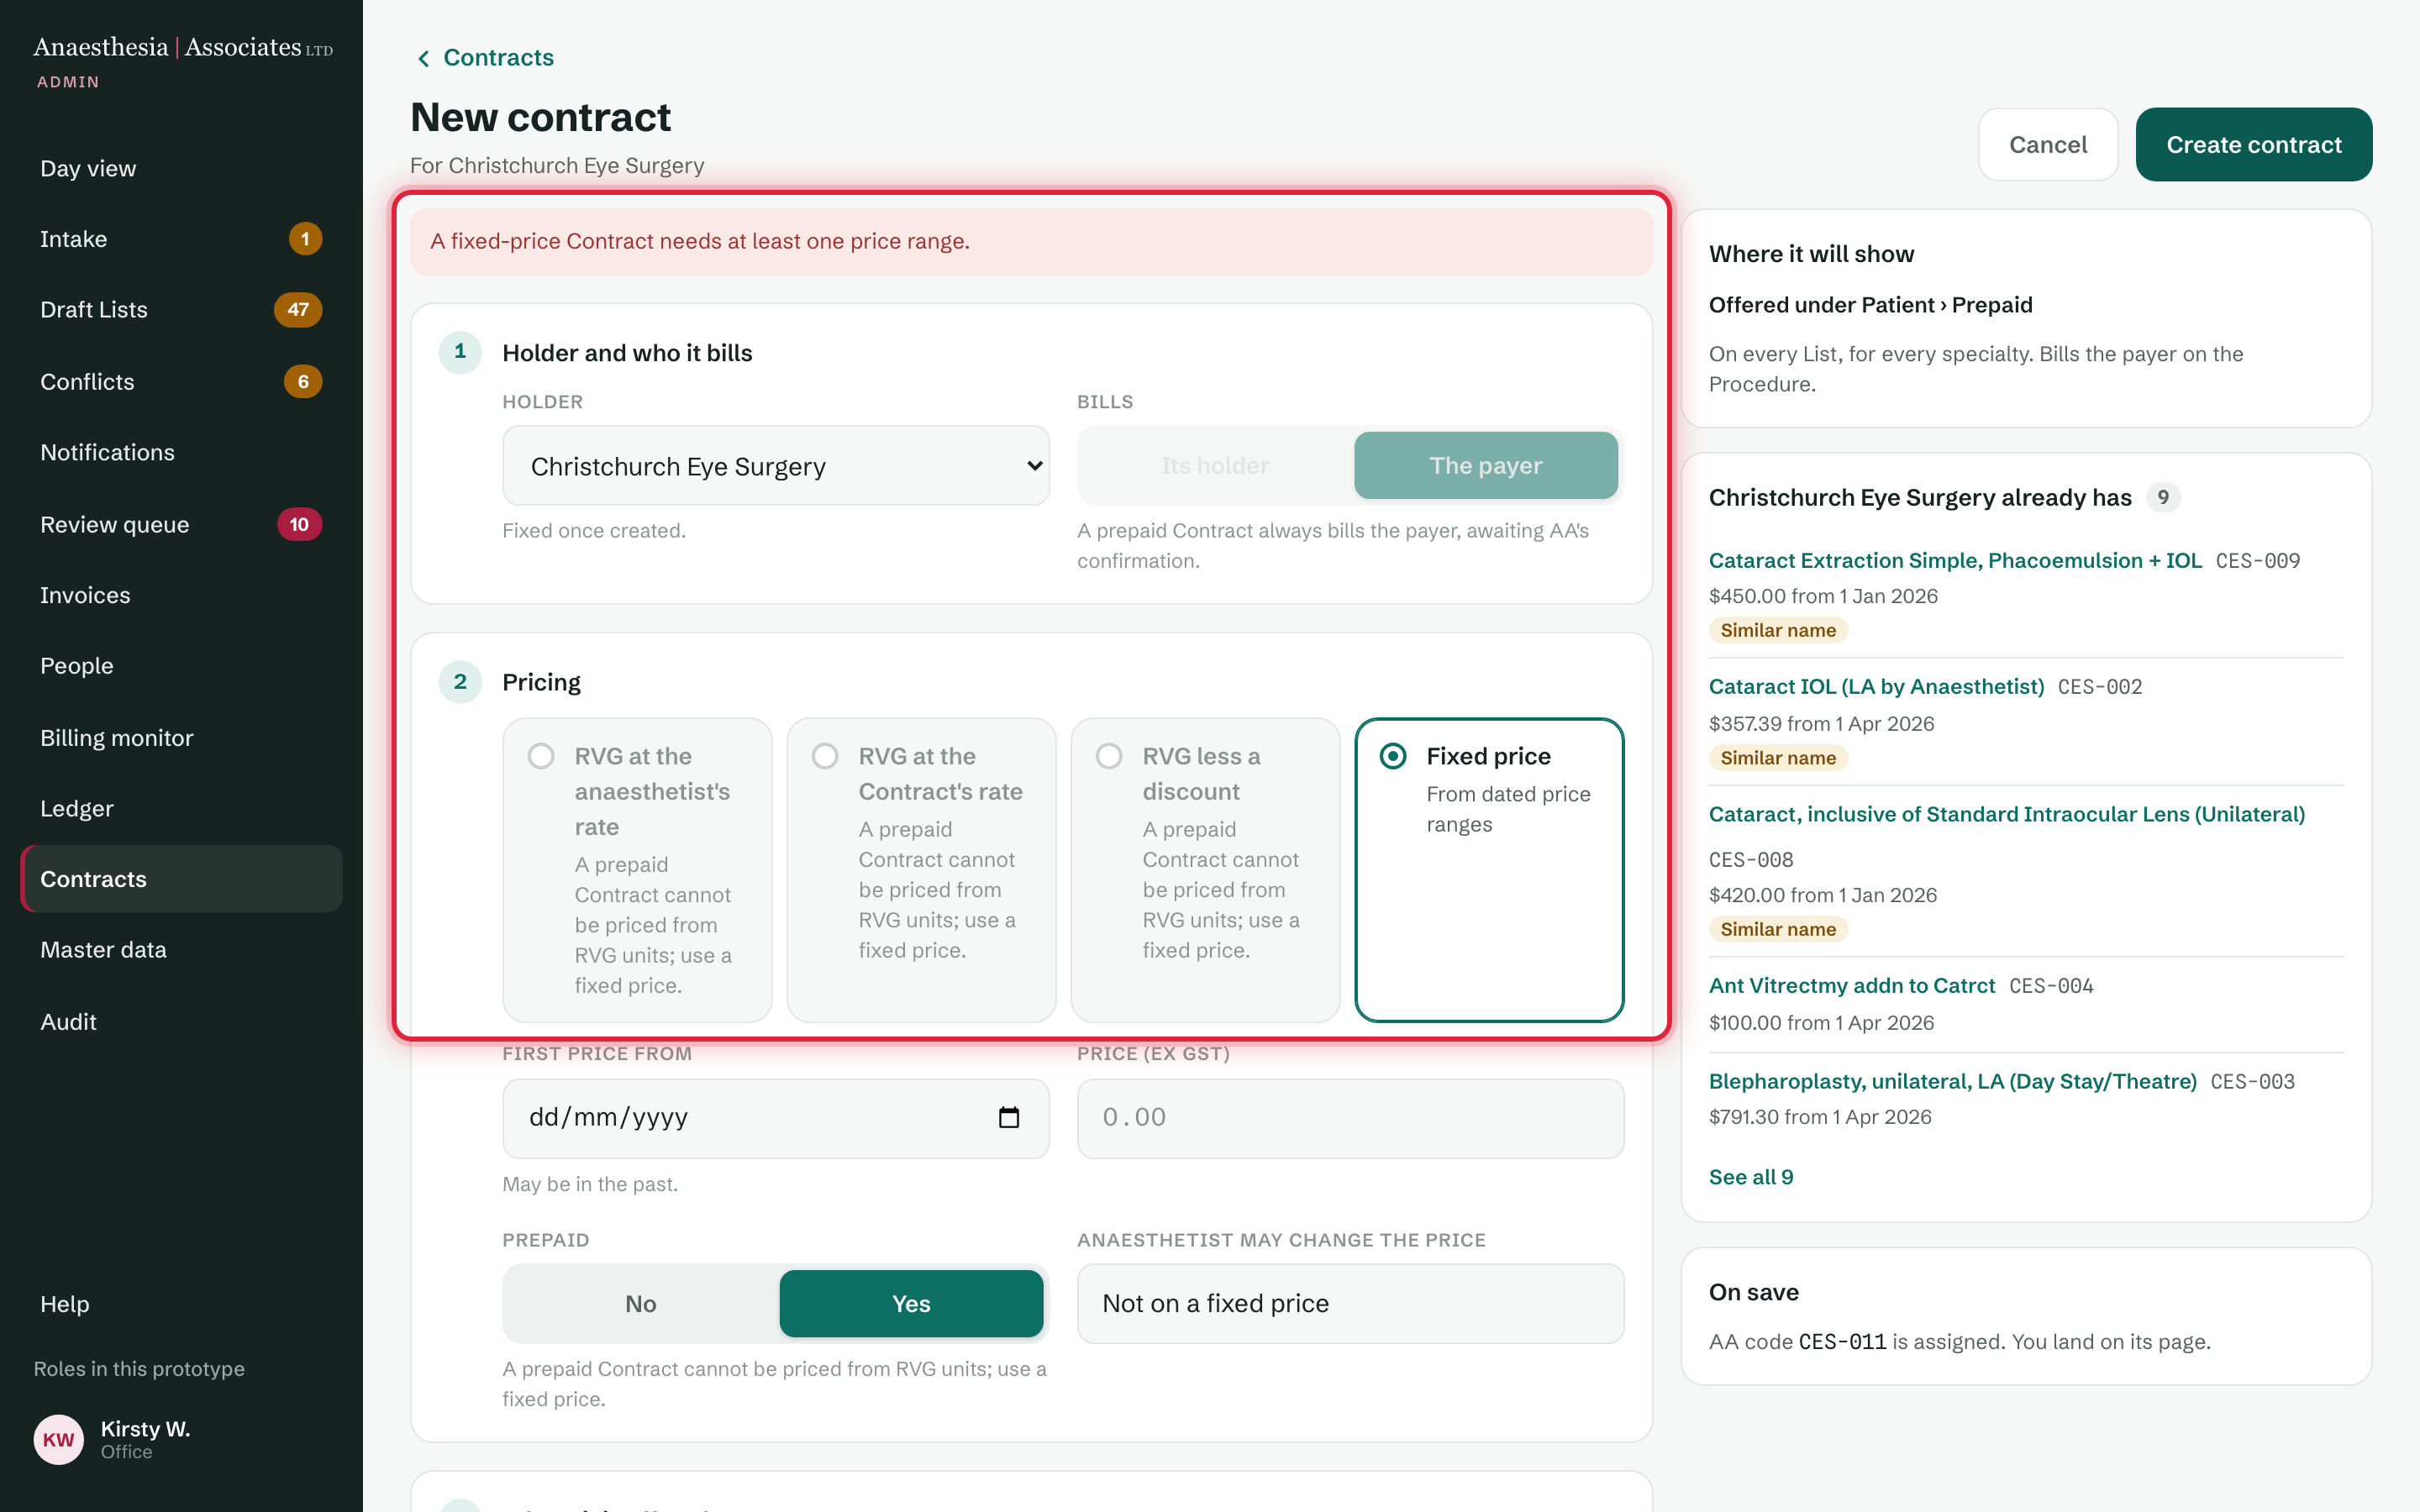 Anaesthesia | Associates LTD
ADMIN
Day view
Intake 1
Draft Lists 47
Conflicts 6
Notifications
Review queue 10
Invoices
People
Billing monitor
Ledger
Contracts
Master data
Audit
Help
Roles in this prototype
KW
Kirsty W.
Office
Contracts
New contract
For Christchurch Eye Surgery
Cancel
Create contract
A fixed-price Contract needs at least one price range.
1 Holder and who it bills
HOLDER
Christchurch Eye Surgery
Fixed once created.
BILLS
Its holder
The payer
A prepaid Contract always bills the payer, awaiting AA's
confirmation.
2 Pricing
RVG at the
anaesthetist's
rate
A prepaid
Contract cannot
be priced from
RVG units; use a
fixed price.
RVG at the
Contract's rate
A prepaid
Contract cannot
be priced from
RVG units; use a
fixed price.
RVG less a
discount
A prepaid
Contract cannot
be priced from
RVG units; use a
fixed price.
Fixed price
From dated price
ranges
FIRST PRICE FROM
dd/mm/yyyy
May be in the past.
PRICE (EX GST)
0.00
PREPAID
No
Yes
A prepaid Contract cannot be priced from RVG units; use a
fixed price.
ANAESTHETIST MAY CHANGE THE PRICE
Not on a fixed price
Where it will show
Offered under Patient › Prepaid
On every List, for every specialty. Bills the payer on the
Procedure.
Christchurch Eye Surgery already has 9
Cataract Extraction Simple, Phacoemulsion + IOL CES-009
$450.00 from 1 Jan 2026
Similar name
Cataract IOL (LA by Anaesthetist) CES-002
$357.39 from 1 Apr 2026
Similar name
Cataract, inclusive of Standard Intraocular Lens (Unilateral)
CES-008
$420.00 from 1 Jan 2026
Similar name
Ant Vitrectmy addn to Catrct CES-004
$100.00 from 1 Apr 2026
Blepharoplasty, unilateral, LA (Day Stay/Theatre) CES-003
$791.30 from 1 Apr 2026
See all 9
On save
AA code CES-011 is assigned. You land on its page.